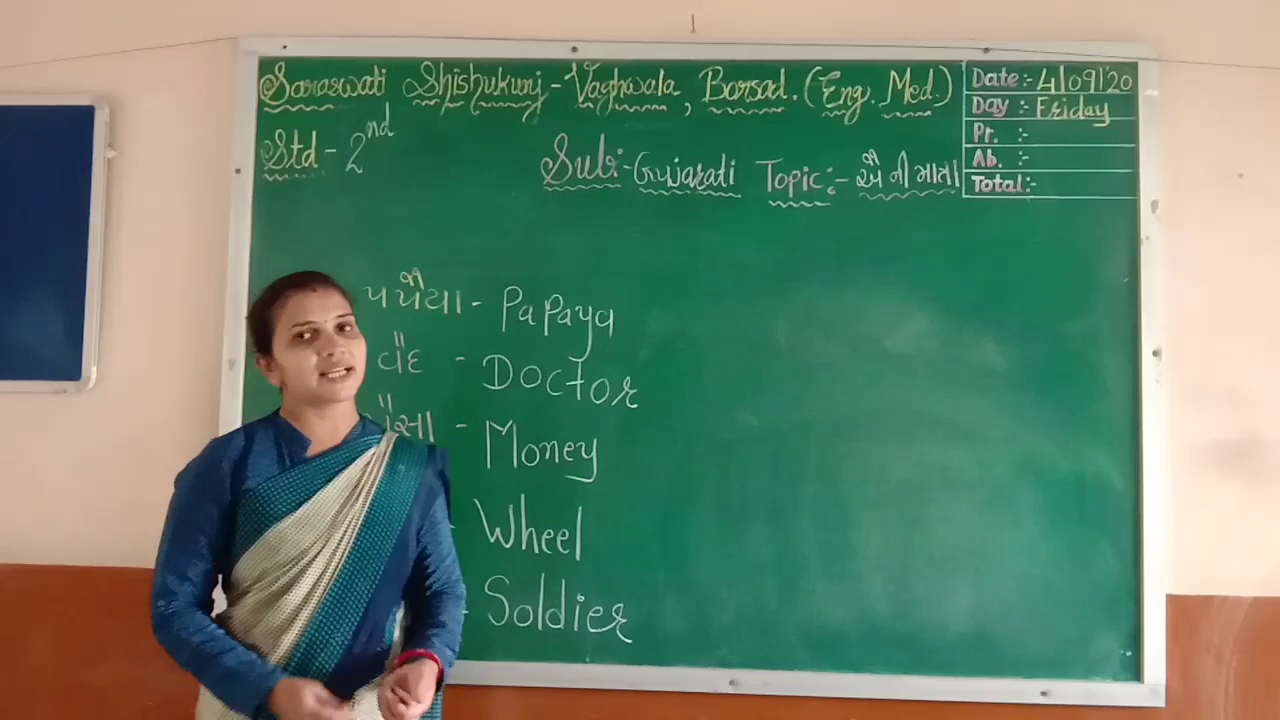 Saraswati Shishukunj - Vaghwala, Borsad. (Eng. Med.)
Date:- 4/09/'20
Day:- Friday
Pr. :-
Ab. :-
Total:-
Std - 2nd
Sub:- Gujarati Topic:- ઐ ની માત્રા
પપૈયા - Papaya
વૈદ - Doctor
પૈસા - Money
- Wheel
- Soldier